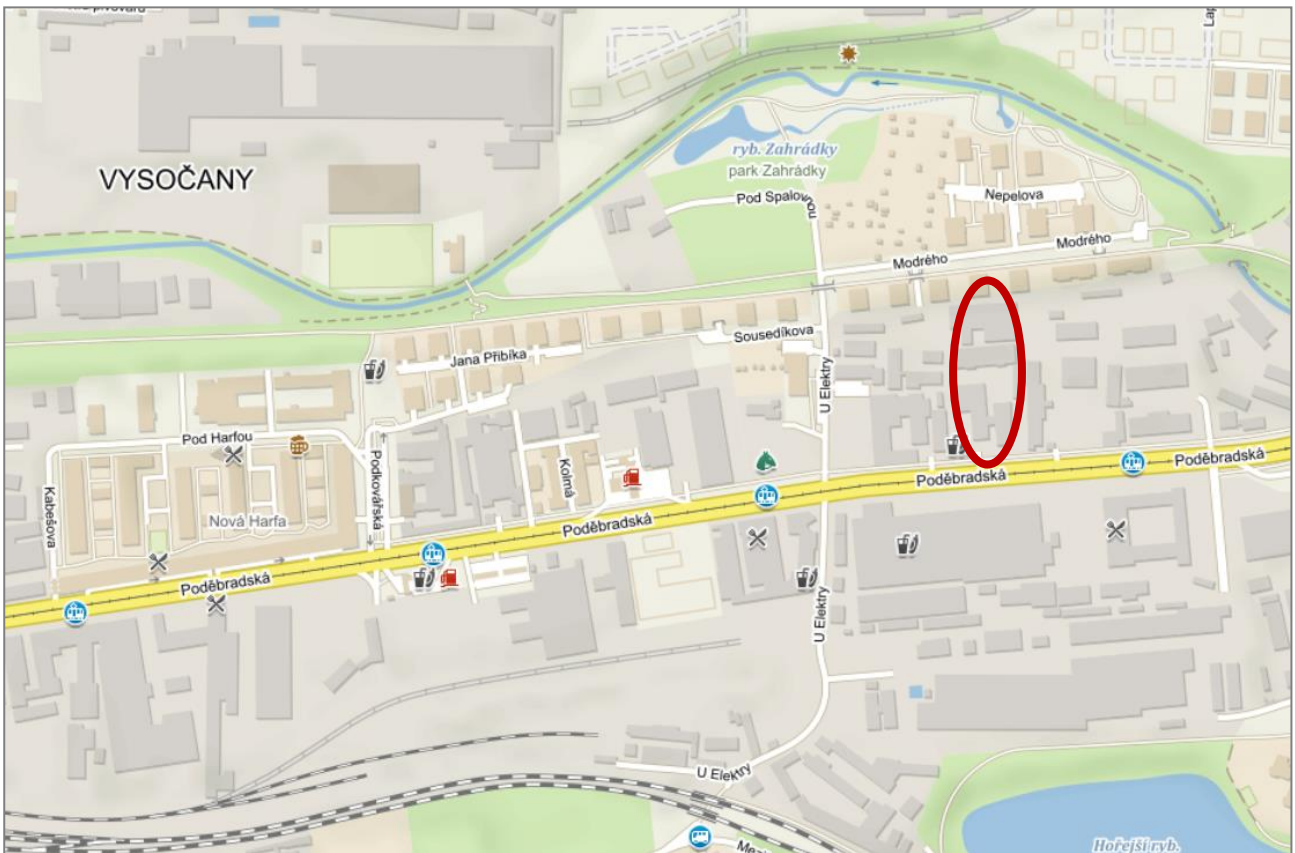 VYSOČANY
ryb. Zahrádky
park Zahrádky
Pod Spalovnou
Nepelova
Modrého
Modrého
Sousedíkova
Jana Přibíka
U Elektry
Pod Harfou
Podkovářská
Kolmá
Kabešova
Nová Harfa
Poděbradská
Poděbradská
Poděbradská
Poděbradská
U Elektry
U Elektry
Hořejší ryb.